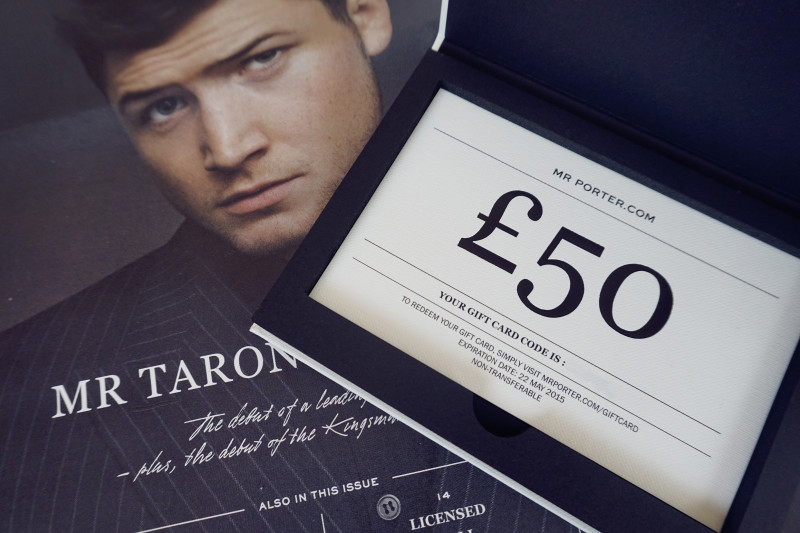 MR PORTER.COM
£50
YOUR GIFT CARD CODE IS :
TO REDEEM YOUR GIFT CARD, SIMPLY VISIT MRPORTER.COM/GIFTCARD
EXPIRATION DATE: 22 MAY 2015
NON-TRANSFERABLE
MR TARON
The debut of a leading
– plus, the debut of the
ALSO IN THIS ISSUE
14
LICENSED